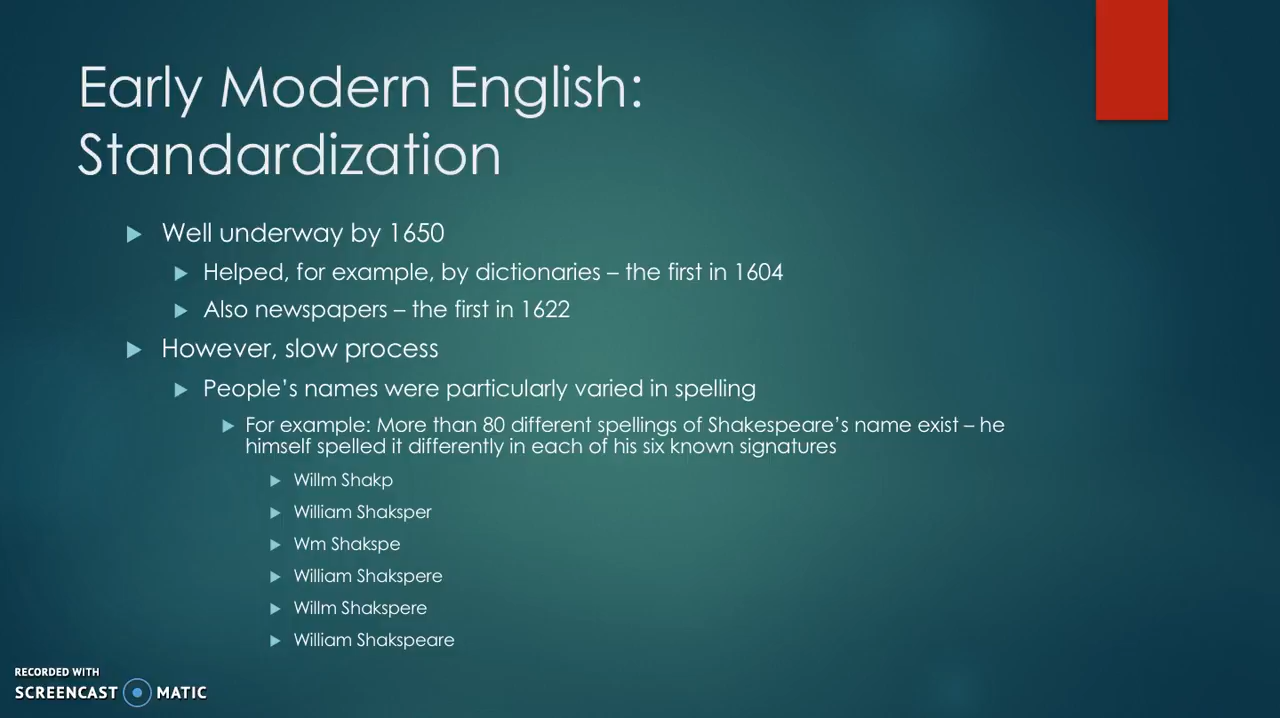 Early Modern English:
Standardization
Well underway by 1650
Helped, for example, by dictionaries – the first in 1604
Also newspapers – the first in 1622
However, slow process
People’s names were particularly varied in spelling
For example: More than 80 different spellings of Shakespeare’s name exist – he
himself spelled it differently in each of his six known signatures
Willm Shakp
William Shaksper
Wm Shakspe
William Shakspere
Willm Shakspere
William Shakspeare
RECORDED WITH
SCREENCAST MATIC